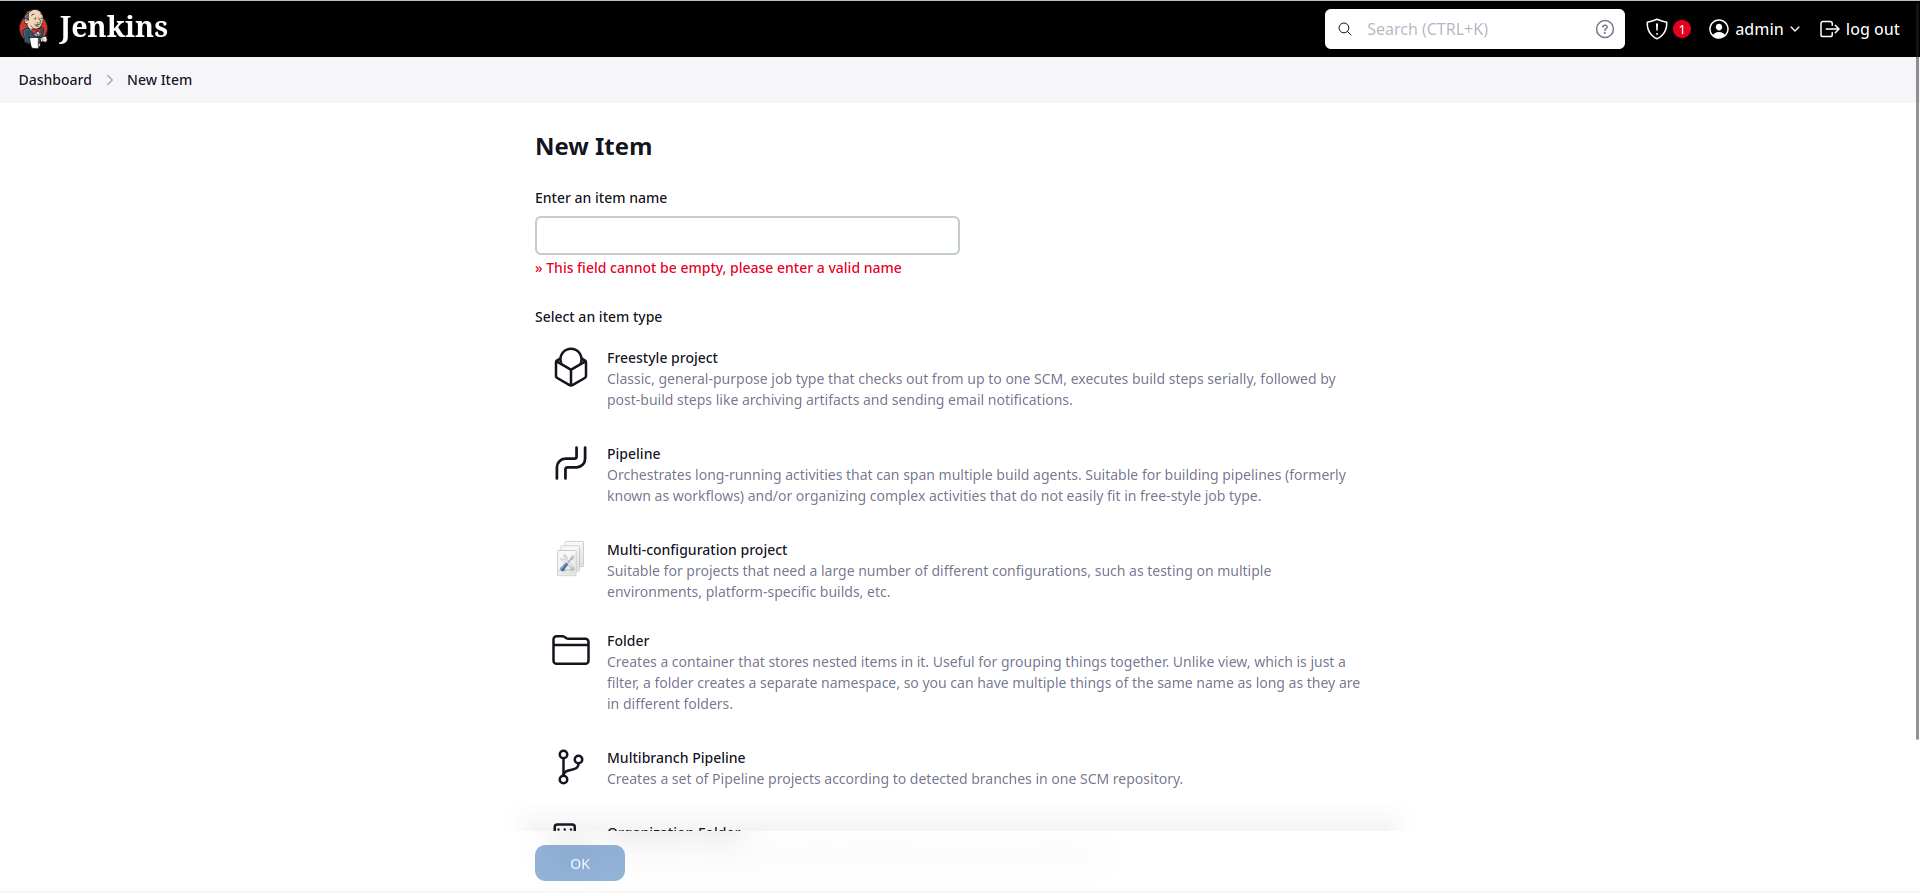 Jenkins
Search (CTRL+K)
1
admin
log out
Dashboard
New Item
New Item
Enter an item name
» This field cannot be empty, please enter a valid name
Select an item type
Freestyle project
Classic, general-purpose job type that checks out from up to one SCM, executes build steps serially, followed by
post-build steps like archiving artifacts and sending email notifications.
Pipeline
Orchestrates long-running activities that can span multiple build agents. Suitable for building pipelines (formerly
known as workflows) and/or organizing complex activities that do not easily fit in free-style job type.
Multi-configuration project
Suitable for projects that need a large number of different configurations, such as testing on multiple
environments, platform-specific builds, etc.
Folder
Creates a container that stores nested items in it. Useful for grouping things together. Unlike view, which is just a
filter, a folder creates a separate namespace, so you can have multiple things of the same name as long as they are
in different folders.
Multibranch Pipeline
Creates a set of Pipeline projects according to detected branches in one SCM repository.
Organization Folder
OK